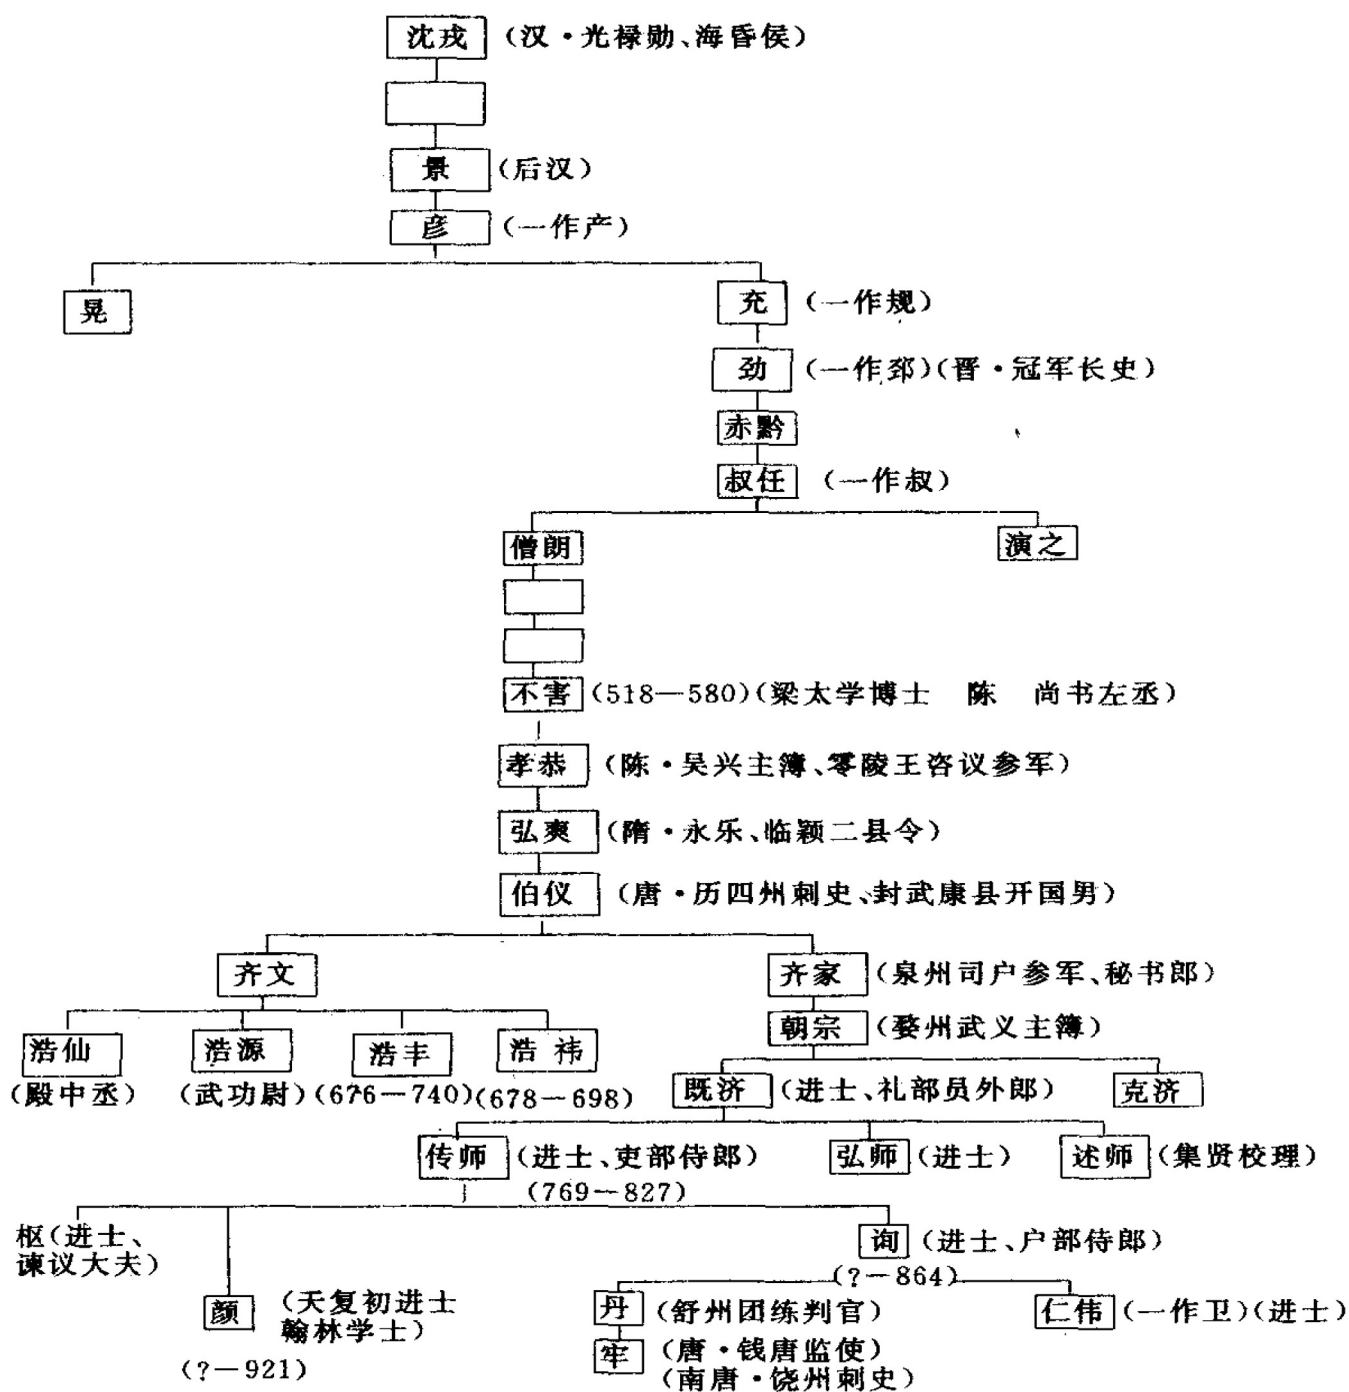 沈戎 (汉·光禄勋、海昏侯)
景 (后汉)
彦 (一作产)
晃
充 (一作规)
劲 (一作郅)(晋·冠军长史)
赤黔
叔任 (一作叔)
僧朗
演之
不害 (518—580)(梁太学博士 陈 尚书左丞)
孝恭 (陈·吴兴主簿、零陵王咨议参军)
弘爽 (隋·永乐、临颍二县令)
伯仪 (唐·历四州刺史、封武康县开国男)
齐文
齐家 (泉州司户参军、秘书郎)
朝宗 (婺州武义主簿)
浩仙 浩源 浩丰 浩祎
(殿中丞) (武功尉) (676—740) (678—698)
既济 (进士、礼部员外郎) 克济
传师 (进士、吏部侍郎) 弘师 (进士) 述师 (集贤校理)
(769—827)
枢(进士、
谏议大夫)
询 (进士、户部侍郎)
(?—864)
颜 (天复初进士
翰林学士)
(?—921)
丹 (舒州团练判官)
仁伟 (一作卫)(进士)
牢 (唐·钱唐监使)
(南唐·饶州刺史)